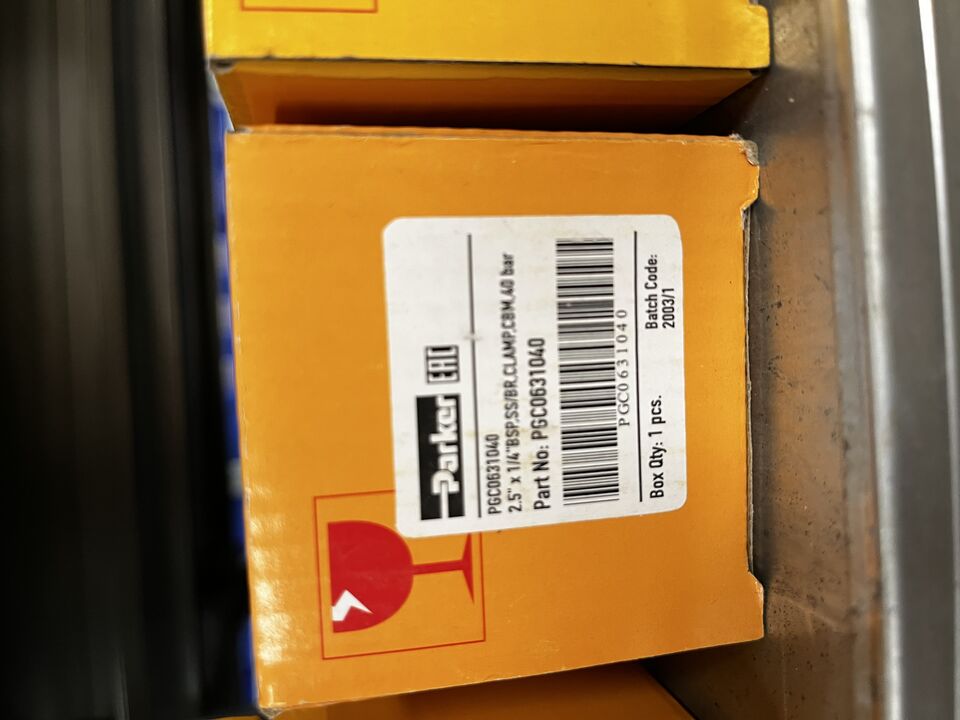 Parker EAC
PGC0631040
2.5" x 1/4"BSP,SS/BR,CLAMP,CBM,40 bar
Part No: PGC0631040
PGC0631040
Box Qty: 1 pcs.
Batch Code:
2003/1